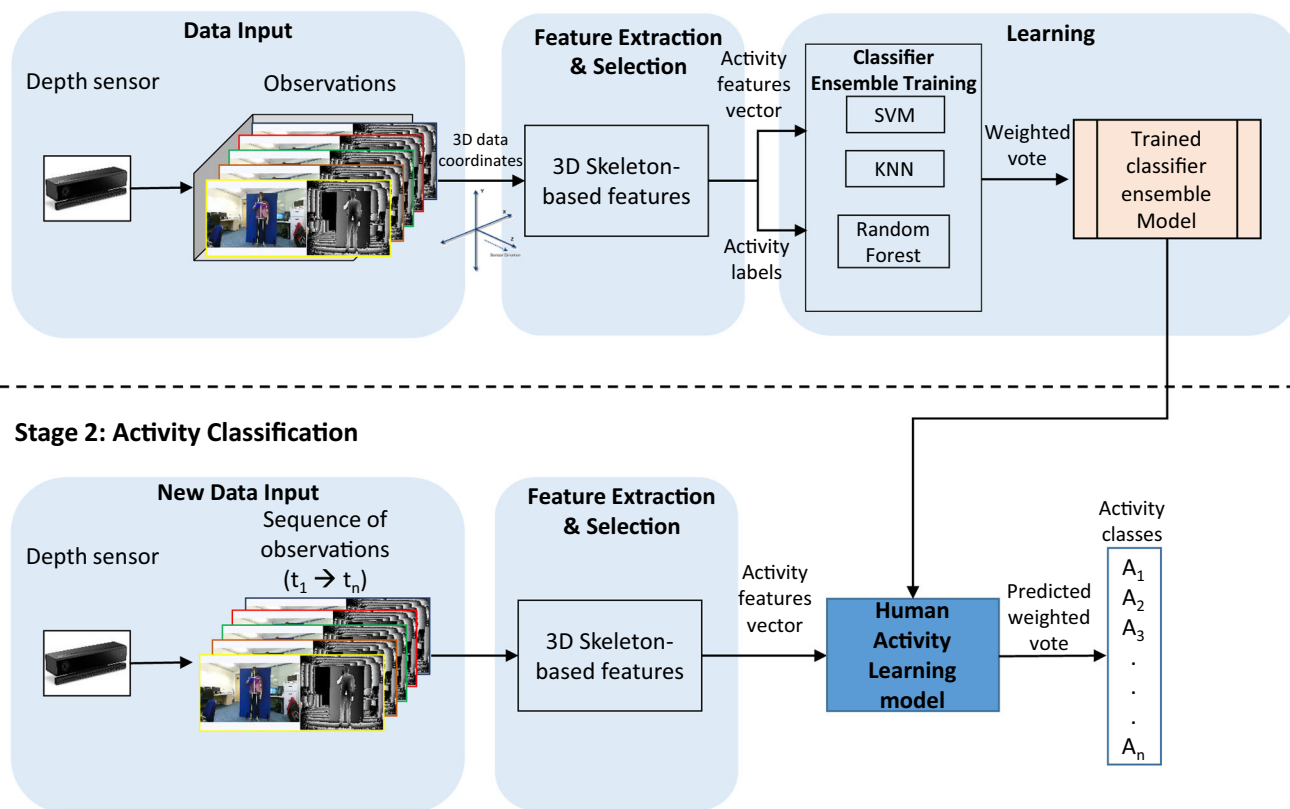 Data Input
Depth sensor
Observations
3D data
coordinates
Y
X
Z
Sensor Direction
Feature Extraction
& Selection
3D Skeleton-
based features
Activity
features
vector
Activity
labels
Learning
Classifier
Ensemble Training
SVM
KNN
Random
Forest
Weighted
vote
Trained
classifier
ensemble
Model
Stage 2: Activity Classification
New Data Input
Depth sensor
Sequence of
observations
(t₁ → tₙ)
Feature Extraction
& Selection
3D Skeleton-
based features
Activity
features
vector
Human
Activity
Learning
model
Predicted
weighted
vote
Activity
classes
A₁
A₂
A₃
.
.
.
Aₙ